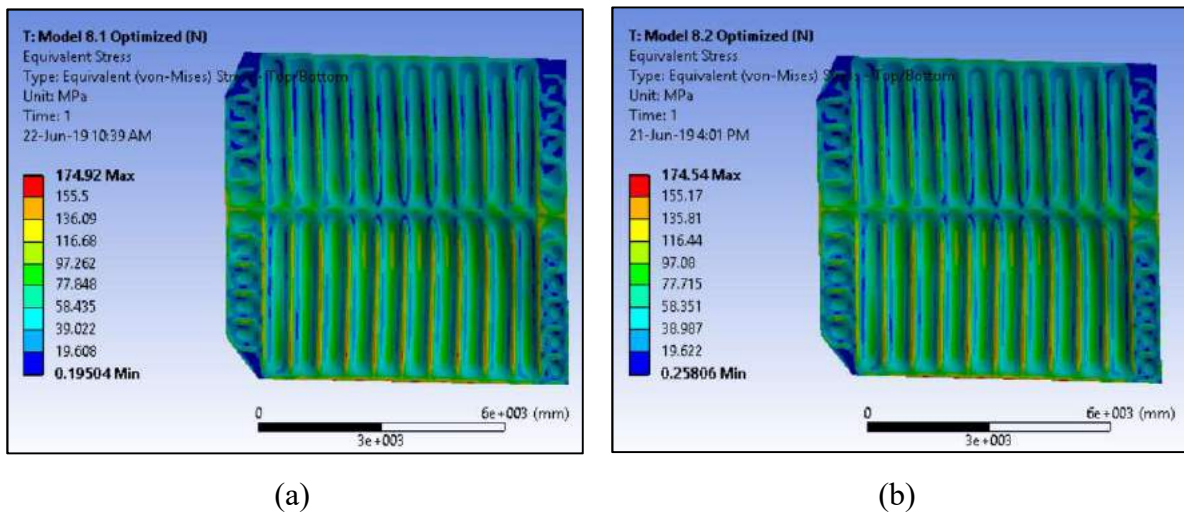 T: Model 8.1 Optimized (N)
Equivalent Stress
Type: Equivalent (von-Mises) Stress - Top/Bottom
Unit: MPa
Time: 1
22-Jun-19 10:39 AM
174.92 Max
155.5
136.09
116.68
97.262
77.848
58.435
39.022
19.608
0.19504 Min
0
6e+003 (mm)
3e+003
(a)
T: Model 8.2 Optimized (N)
Equivalent Stress
Type: Equivalent (von-Mises) Stress - Top/Bottom
Unit: MPa
Time: 1
21-Jun-19 4:01 PM
174.54 Max
155.17
135.81
116.44
97.08
77.715
58.351
38.987
19.622
0.25806 Min
0
6e+003 (mm)
3e+003
(b)